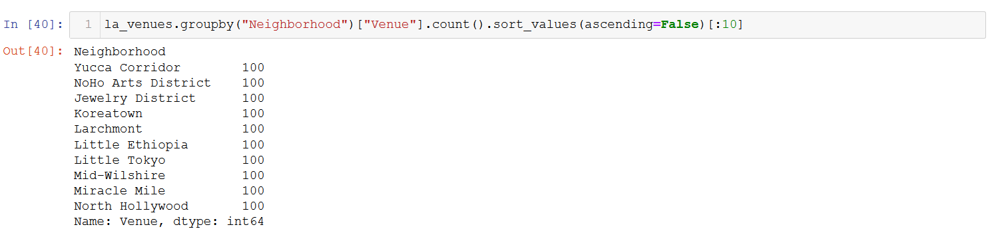 In [40]: 1 la_venues.groupby("Neighborhood")["Venue"].count().sort_values(ascending=False)[:10]
Out[40]: Neighborhood
Yucca Corridor 100
NoHo Arts District 100
Jewelry District 100
Koreatown 100
Larchmont 100
Little Ethiopia 100
Little Tokyo 100
Mid-Wilshire 100
Miracle Mile 100
North Hollywood 100
Name: Venue, dtype: int64